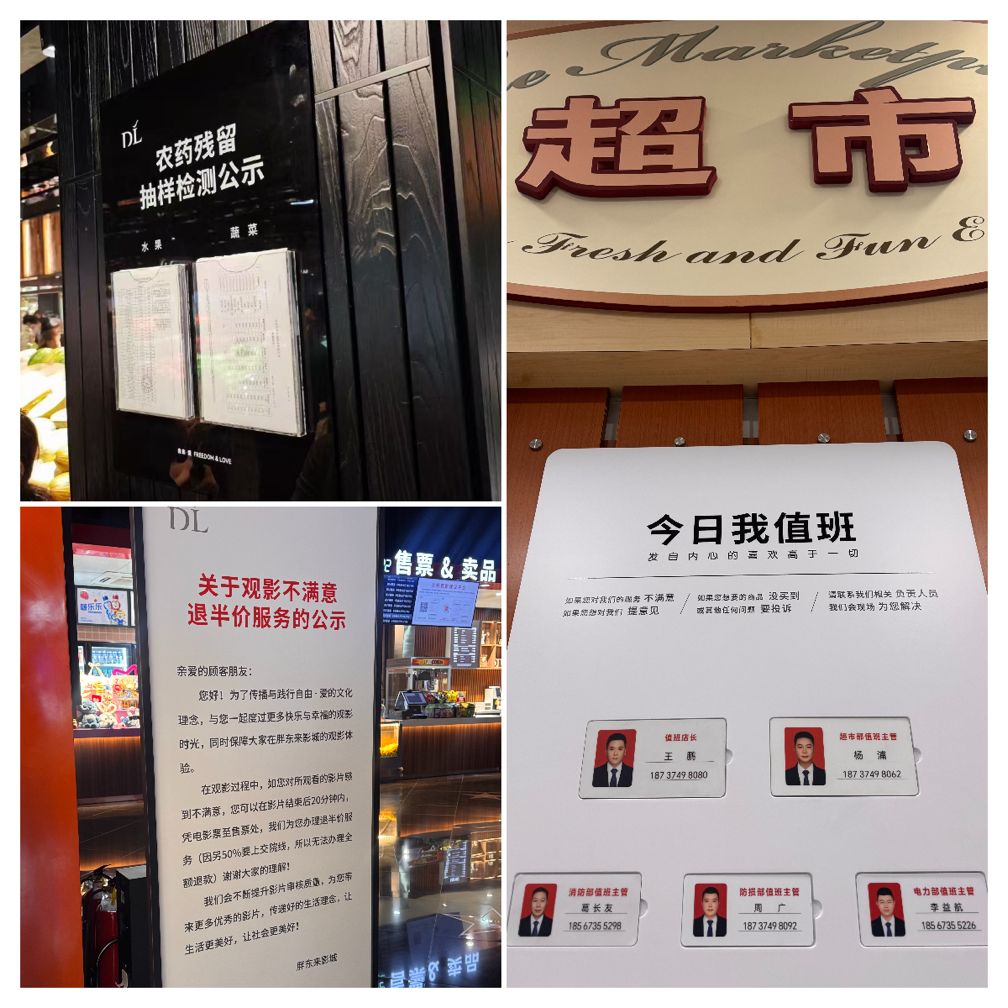 DL
农药残留
抽样检测公示
水果
蔬菜
自由·爱 FREEDOM & LOVE
DL
关于观影不满意
退半价服务的公示
亲爱的顾客朋友：
您好！为了传播与践行自由·爱的文化
理念，与您一起度过更多快乐与幸福的观影
时光，同时保障大家在胖东来影城的观影体
验。
在观影过程中，如您对所观看的影片感
到不满意，您可以在影片结束后20分钟内，
凭电影票至售票处，我们为您办理退半价服
务（因另50%要上交院线，所以无法办理全
额退款）谢谢大家的理解！
我们会不断提升影片审核质量，为您带
来更多优秀的影片，传递好的生活理念，让
生活更美好，让社会更美好！
胖东来影城
售票 & 卖品
售票 & 卖品
超市
Fresh and Fun
今日我值班
发自内心的喜欢高于一切
如果您对我们的服务 不满意
如果您想对我们 提意见
如果您想要的商品 没买到
或其他任何问题 要投诉
请联系我们相关 负责人员
我们会现场 为您解决
值班店长
王鹏
187 3749 8080
超市部值班主管
杨浦
187 3749 8062
消防部值班主管
葛长友
185 6735 5298
防损部值班主管
周广
187 3749 8092
电力部值班主管
李益航
185 6735 5226